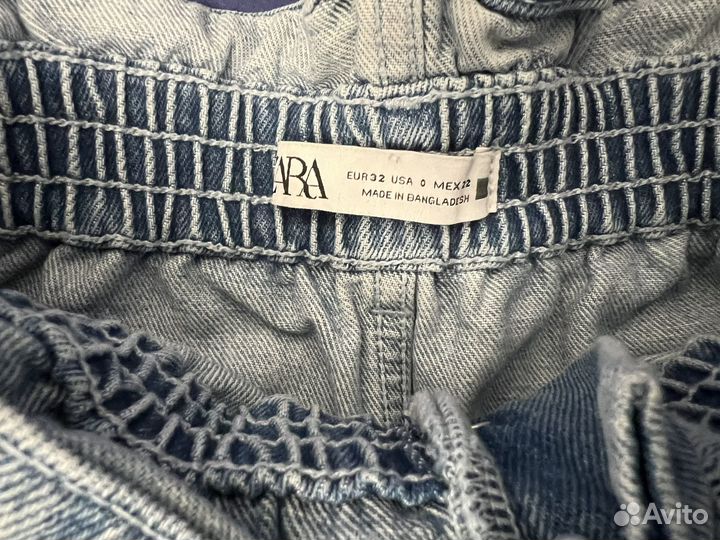 ZARA
EUR 32 USA 0 MEX 22
MADE IN BANGLADESH
Avito